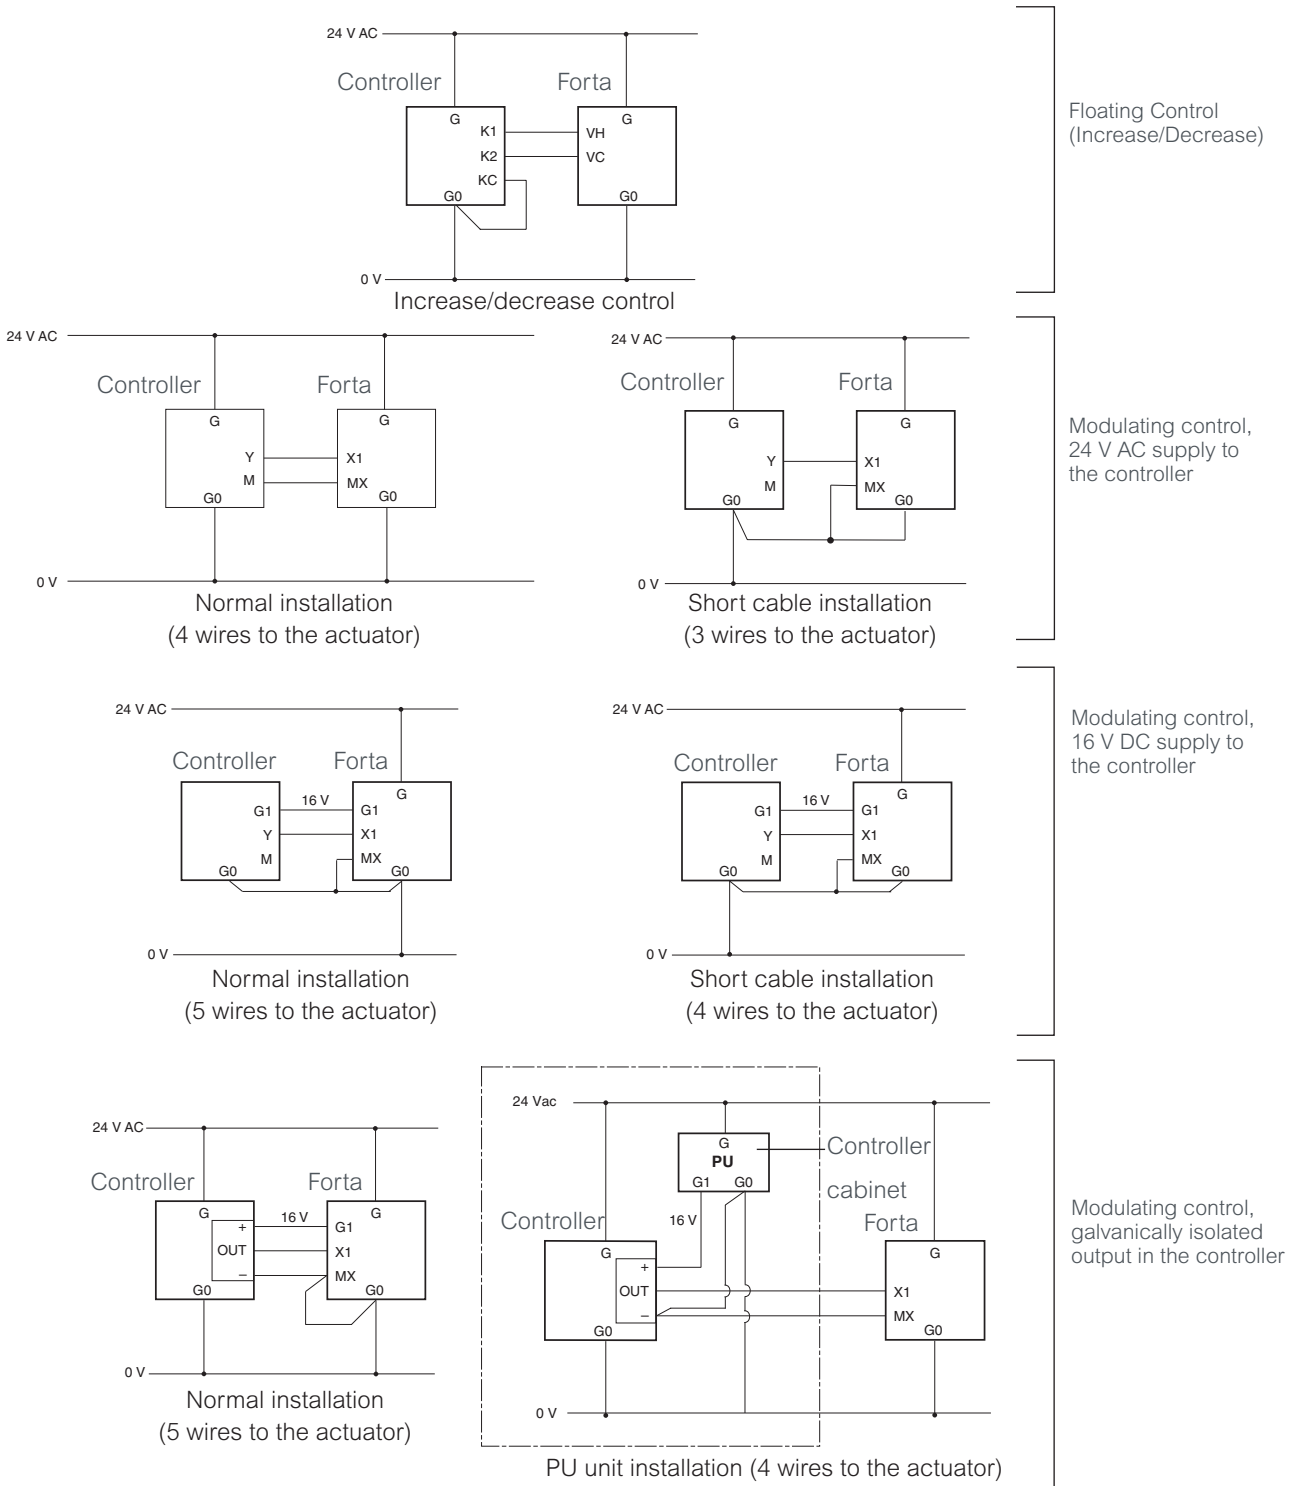 24 V AC
Controller Forta
G G
K1 VH
K2 VC
KC
G0 G0
0 V
Increase/decrease control
Floating Control
(Increase/Decrease)
24 V AC
Controller Forta
G G
Y X1
M MX
G0 G0
0 V
Normal installation
(4 wires to the actuator)
24 V AC
Controller Forta
G G
Y X1
M MX
G0 G0
0 V
Short cable installation
(3 wires to the actuator)
Modulating control,
24 V AC supply to
the controller
24 V AC
Controller Forta
G
G1 16 V G1
Y X1
M MX
G0 G0
0 V
Normal installation
(5 wires to the actuator)
24 V AC
Controller Forta
G
G1 16 V G1
Y X1
M MX
G0 G0
0 V
Short cable installation
(4 wires to the actuator)
Modulating control,
16 V DC supply to
the controller
24 V AC
Controller Forta
G G
+ 16 V G1
OUT X1
– MX
G0 G0
0 V
Normal installation
(5 wires to the actuator)
24 Vac
G
PU
G1 G0
Controller
cabinet
16 V
Controller Forta
G G
+
OUT X1
– MX
G0 G0
0 V
PU unit installation (4 wires to the actuator)
Modulating control,
galvanically isolated
output in the controller